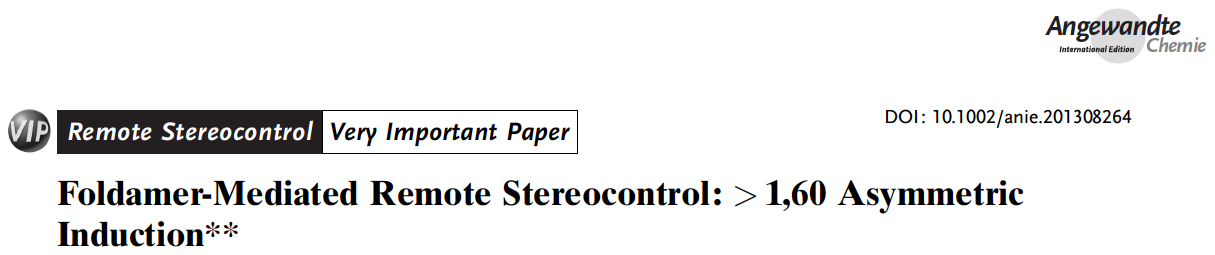 Angewandte
International Edition Chemie
VIP Remote Stereocontrol Very Important Paper
DOI: 10.1002/anie.201308264
Foldamer-Mediated Remote Stereocontrol: > 1,60 Asymmetric
Induction**